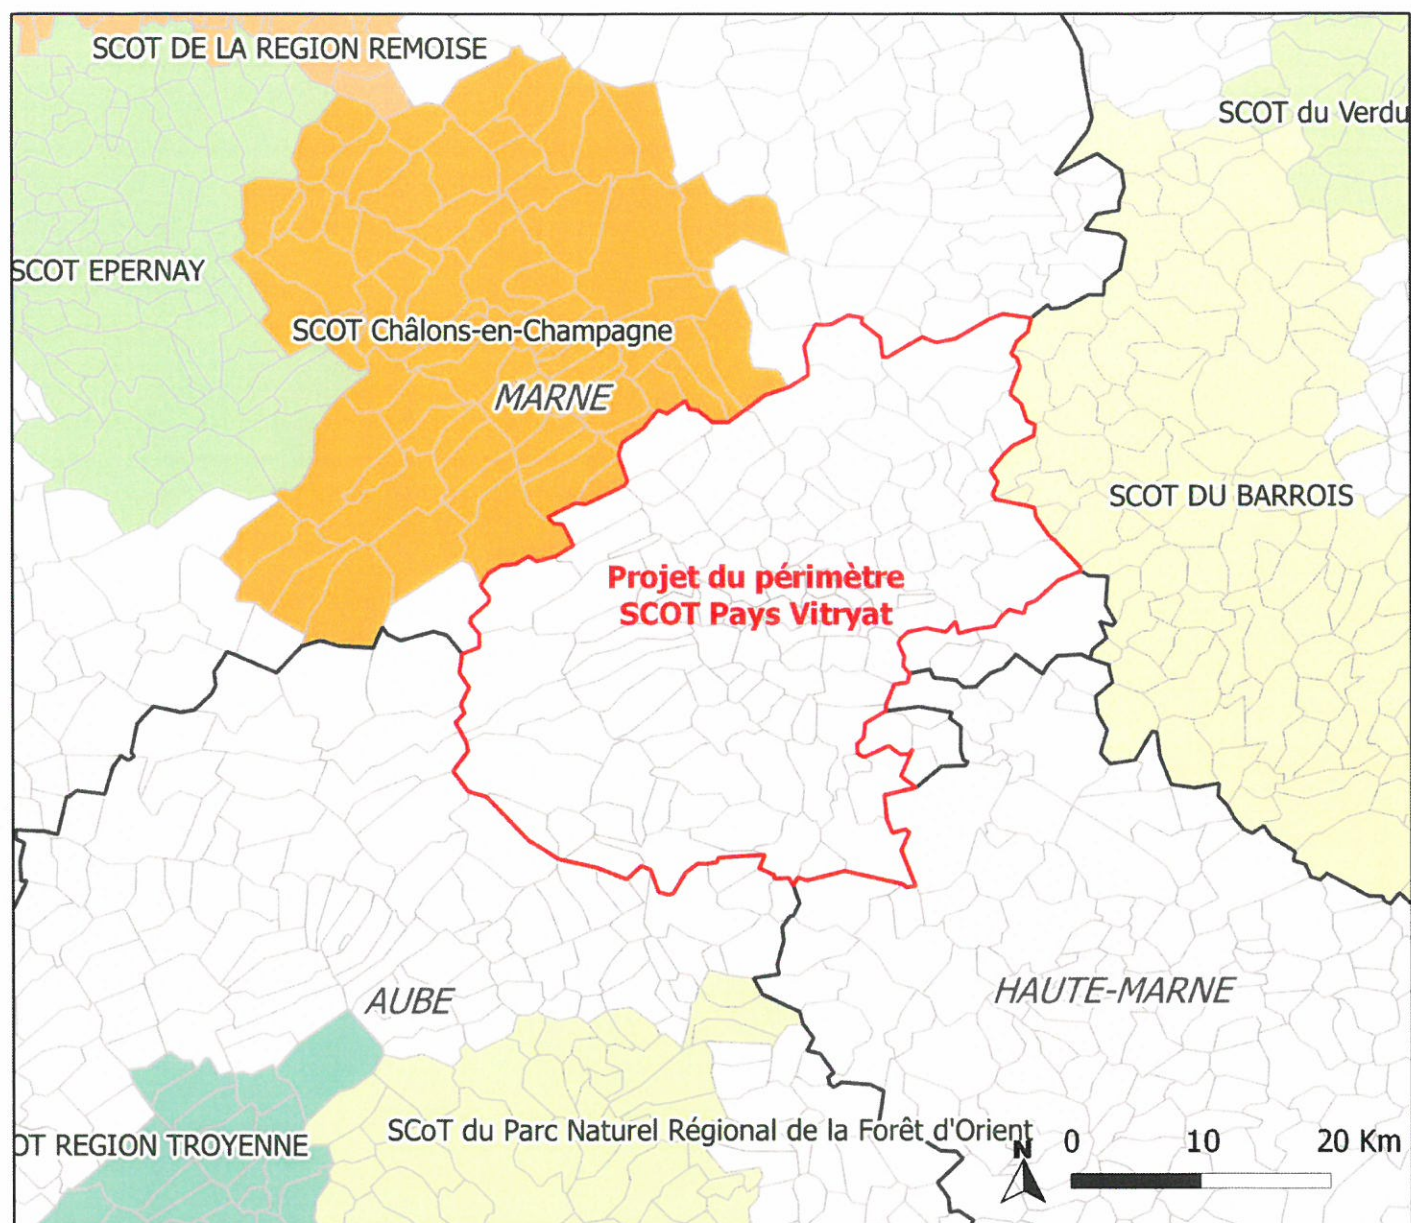 SCOT DE LA REGION REMOISE
SCOT du Verdu
SCOT EPERNAY
SCOT Châlons-en-Champagne
MARNE
SCOT DU BARROIS
Projet du périmètre
SCOT Pays Vitryat
AUBE
HAUTE-MARNE
SCoT du Parc Naturel Régional de la Forêt d'Orient
OT REGION TROYENNE
N
0 10 20 Km